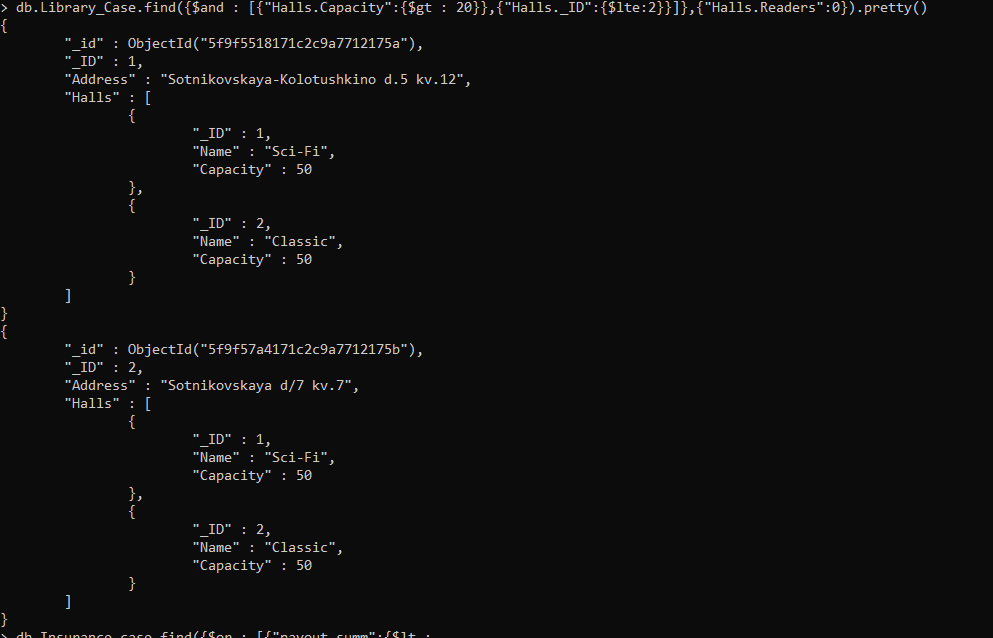 > db.Library_Case.find({$and : [{"Halls.Capacity":{$gt : 20}},{"Halls._ID":{$lte:2}}]},{"Halls.Readers":0}).pretty()
{
"_id" : ObjectId("5f9f5518171c2c9a7712175a"),
"_ID" : 1,
"Address" : "Sotnikovskaya-Kolotushkino d.5 kv.12",
"Halls" : [
{
"_ID" : 1,
"Name" : "Sci-Fi",
"Capacity" : 50
},
{
"_ID" : 2,
"Name" : "Classic",
"Capacity" : 50
}
]
}
{
"_id" : ObjectId("5f9f57a4171c2c9a7712175b"),
"_ID" : 2,
"Address" : "Sotnikovskaya d/7 kv.7",
"Halls" : [
{
"_ID" : 1,
"Name" : "Sci-Fi",
"Capacity" : 50
},
{
"_ID" : 2,
"Name" : "Classic",
"Capacity" : 50
}
]
}
> db.Insurance_case.find({$or : [{"payout_summ":{$lt :